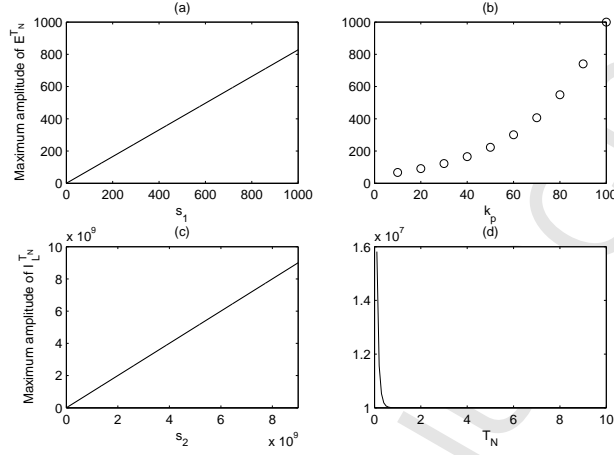 (a)
Maximum amplitude of E^{T_N}
1000
800
600
400
200
0
0 200 400 600 800 1000
s_1
(b)
1000
800
600
400
200
0
0 20 40 60 80 100
k_p
(c)
x 10^9
Maximum amplitude of I_L^{T_N}
10
8
6
4
2
0
0 2 4 6 8
s_2
x 10^9
(d)
x 10^7
1.6
1.4
1.2
1
0 2 4 6 8 10
T_N